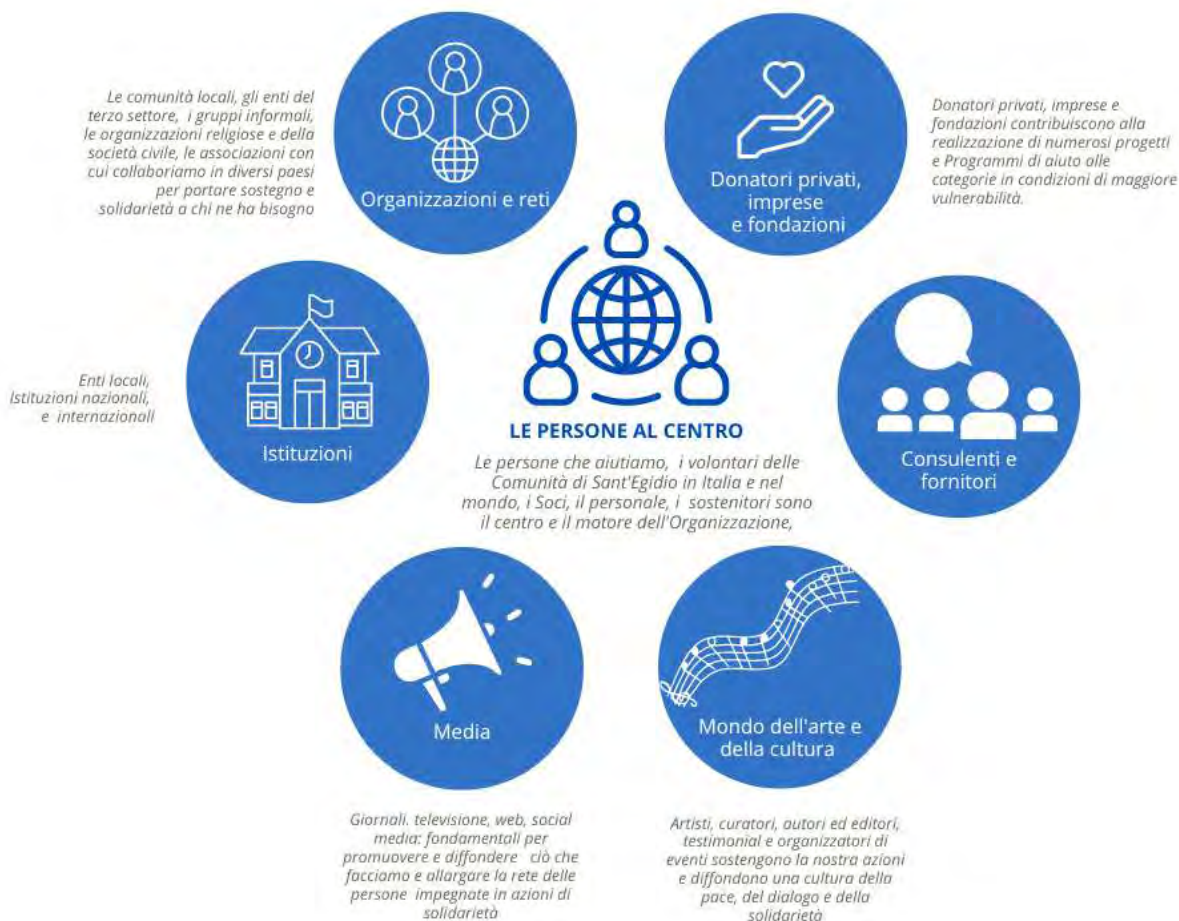 Le comunità locali, gli enti del
terzo settore, i gruppi informali,
le organizzazioni religiose e della
società civile, le associazioni con
cui collaboriamo in diversi paesi
per portare sostegno e
solidarietà a chi ne ha bisogno
Organizzazioni e reti
Donatori privati,
imprese
e fondazioni
Donatori privati, imprese e
fondazioni contribuiscono alla
realizzazione di numerosi progetti
e Programmi di aiuto alle
categorie in condizioni di maggiore
vulnerabilità.
Enti locali,
Istituzioni nazionali,
e internazionali
Istituzioni
LE PERSONE AL CENTRO
Le persone che aiutiamo, i volontari delle
Comunità di Sant'Egidio in Italia e nel
mondo, i Soci, il personale, i sostenitori sono
il centro e il motore dell'Organizzazione,
Consulenti e
fornitori
Media
Giornali. televisione, web, social
media: fondamentali per
promuovere e diffondere ciò che
facciamo e allargare la rete delle
persone impegnate in azioni di
solidarietà
Mondo dell'arte e
della cultura
Artisti, curatori, autori ed editori,
testimonial e organizzatori di
eventi sostengono la nostra azioni
e diffondono una cultura della
pace, del dialogo e della
solidarietà